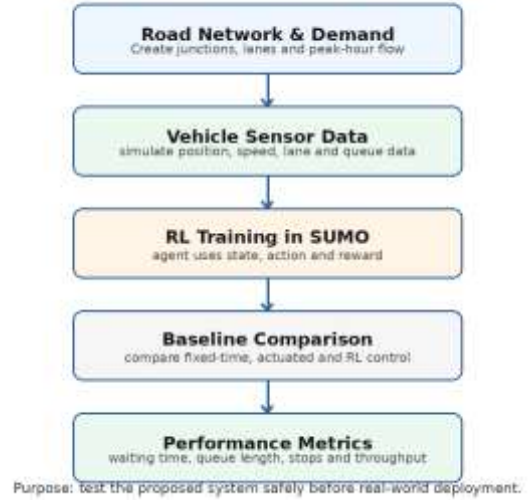 Road Network & Demand
Create junctions, lanes and peak-hour flow
Vehicle Sensor Data
simulate position, speed, lane and queue data
RL Training in SUMO
agent uses state, action and reward
Baseline Comparison
compare fixed-time, actuated and RL control
Performance Metrics
waiting time, queue length, stops and throughput
Purpose: test the proposed system safely before real-world deployment.